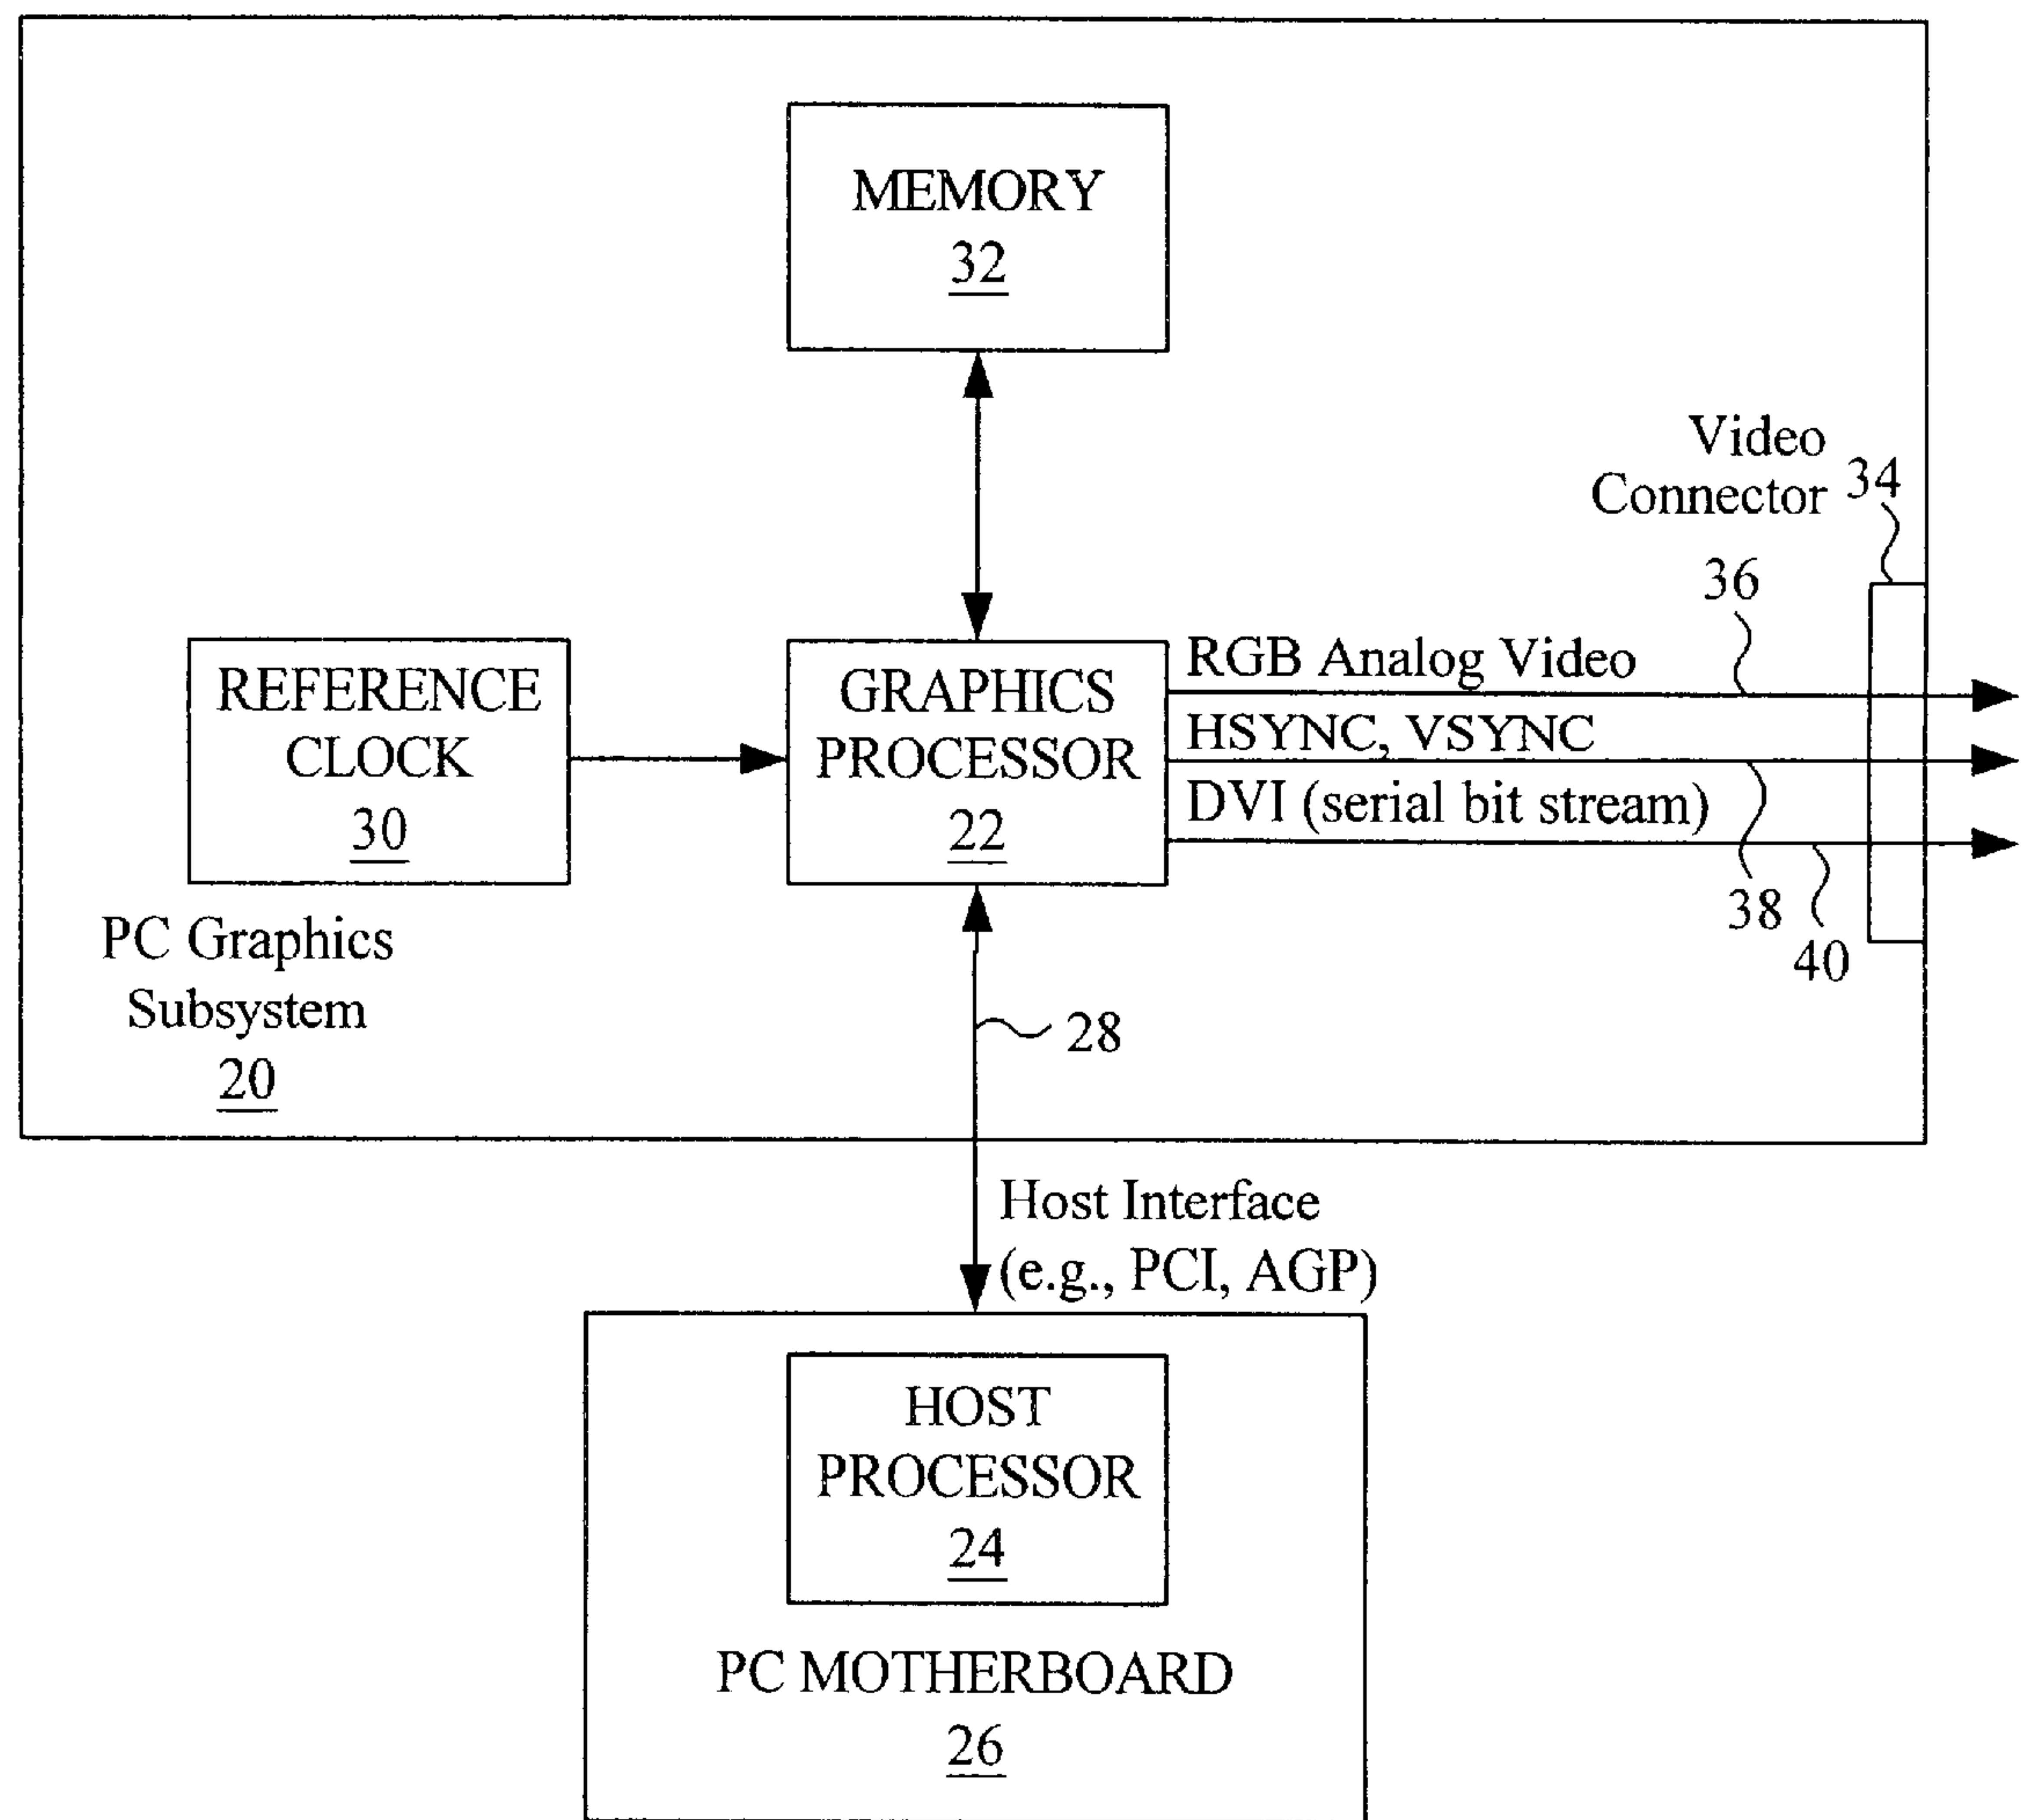 MEMORY
32
Video
Connector 34
36
REFERENCE
CLOCK
30
GRAPHICS
PROCESSOR
22
RGB Analog Video
HSYNC, VSYNC
DVI (serial bit stream)
38
40
PC Graphics
Subsystem
20
28
Host Interface
(e.g., PCI, AGP)
HOST
PROCESSOR
24
PC MOTHERBOARD
26